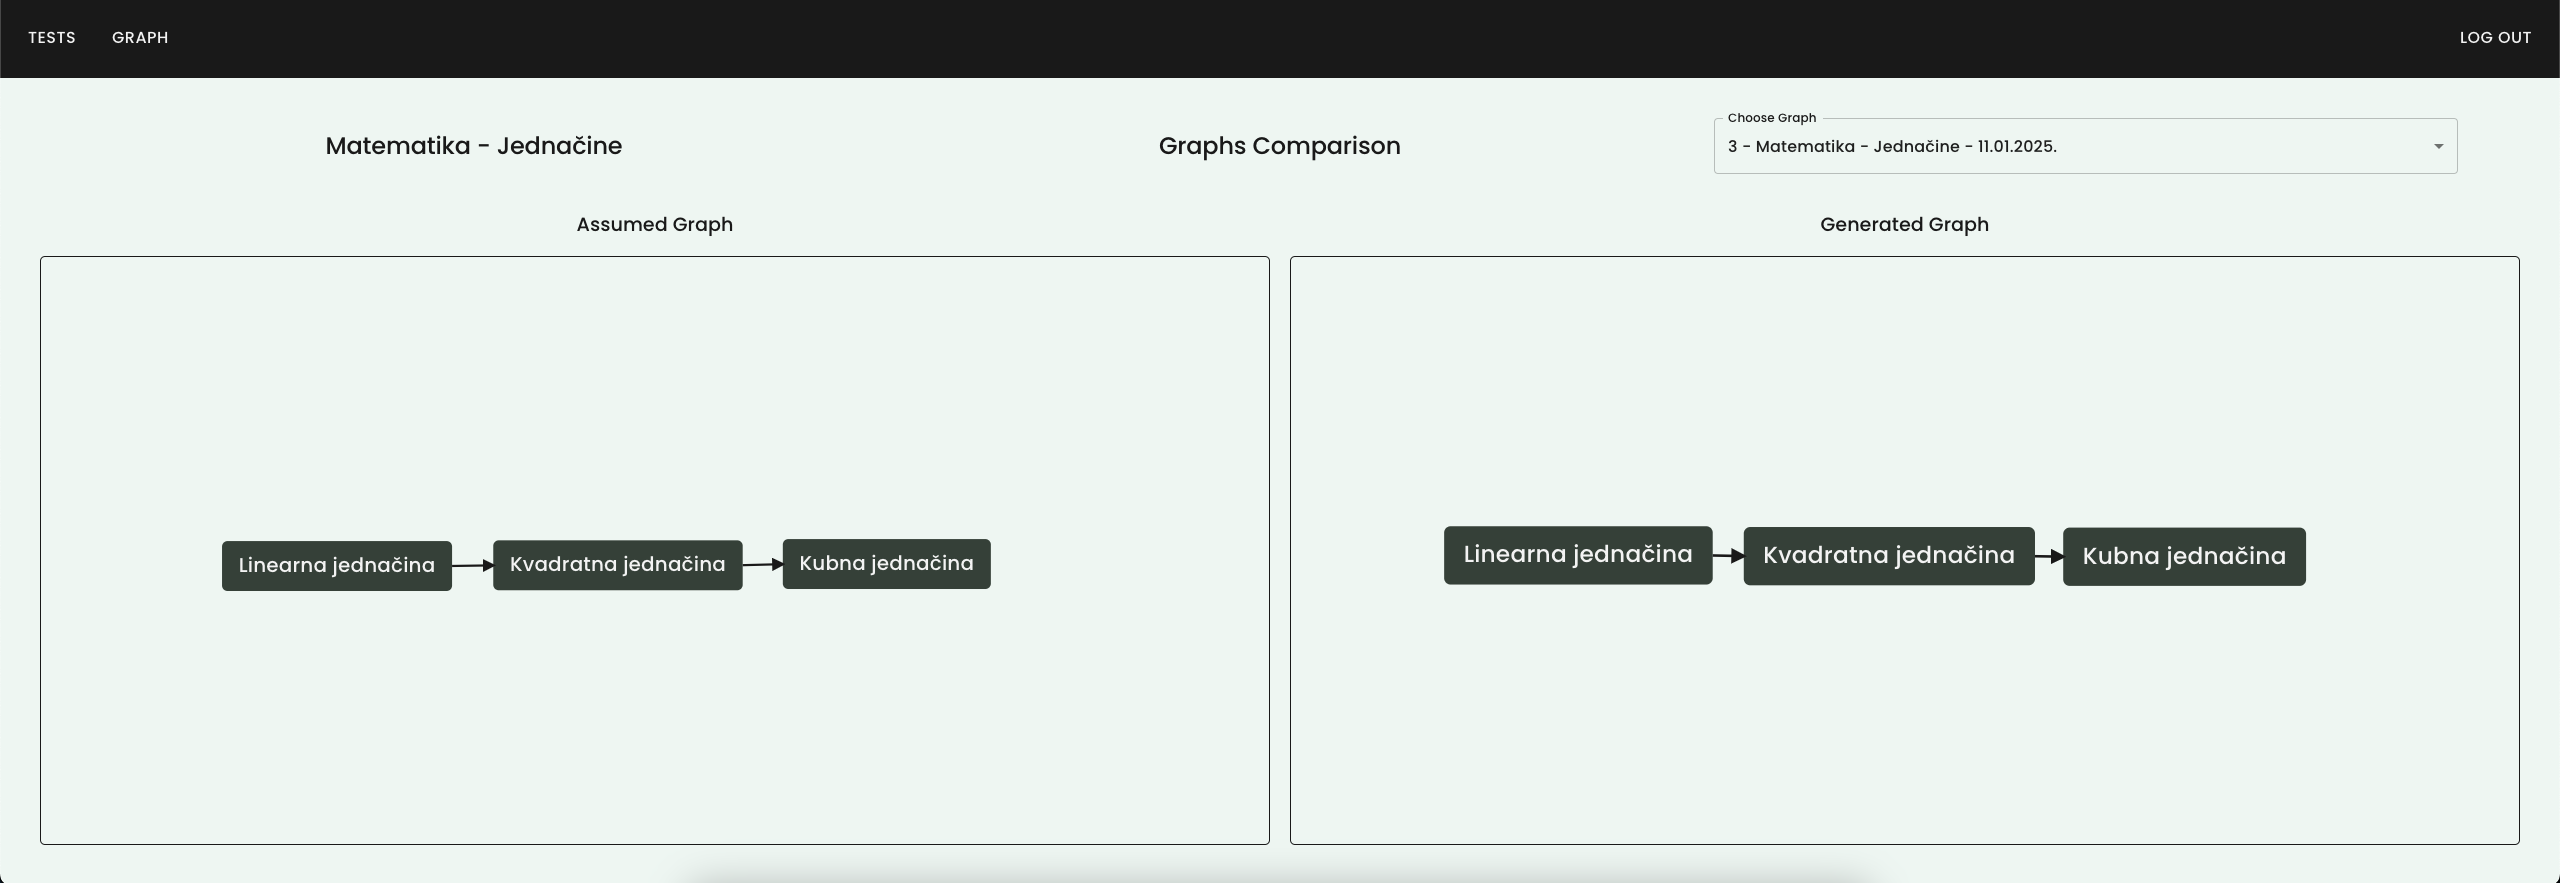 TESTS GRAPH LOG OUT
Matematika - Jednačine
Graphs Comparison
Choose Graph
3 - Matematika - Jednačine - 11.01.2025.
Assumed Graph
Generated Graph
Linearna jednačina
Kvadratna jednačina
Kubna jednačina
Linearna jednačina
Kvadratna jednačina
Kubna jednačina